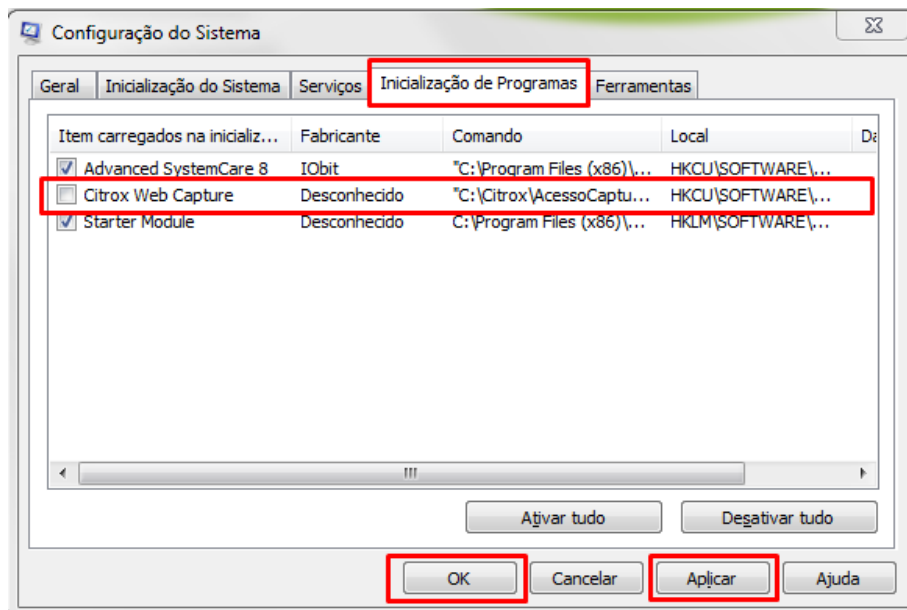 Configuração do Sistema
Geral Inicialização do Sistema Serviços Inicialização de Programas Ferramentas
Item carregados na inicializ... Fabricante Comando Local Da
Advanced SystemCare 8 IObit "C:\Program Files (x86)\... HKCU\SOFTWARE\...
Citrox Web Capture Desconhecido "C:\Citrox\AcessoCaptu... HKCU\SOFTWARE\...
Starter Module Desconhecido C:\Program Files (x86)\... HKLM\SOFTWARE\...
Ativar tudo Desativar tudo
OK Cancelar Aplicar Ajuda